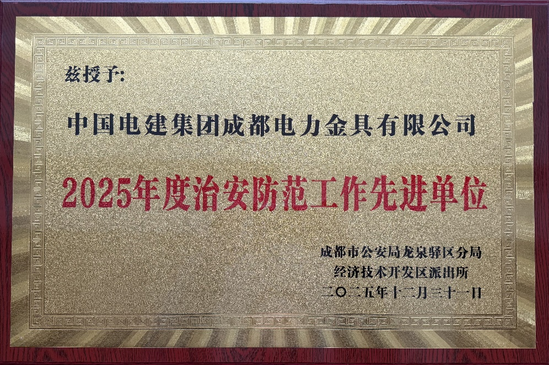 兹授予：
中国电建集团成都电力金具有限公司
2025年度治安防范工作先进单位
成都市公安局龙泉驿区分局
经济技术开发区派出所
二〇二五年十二月三十一日